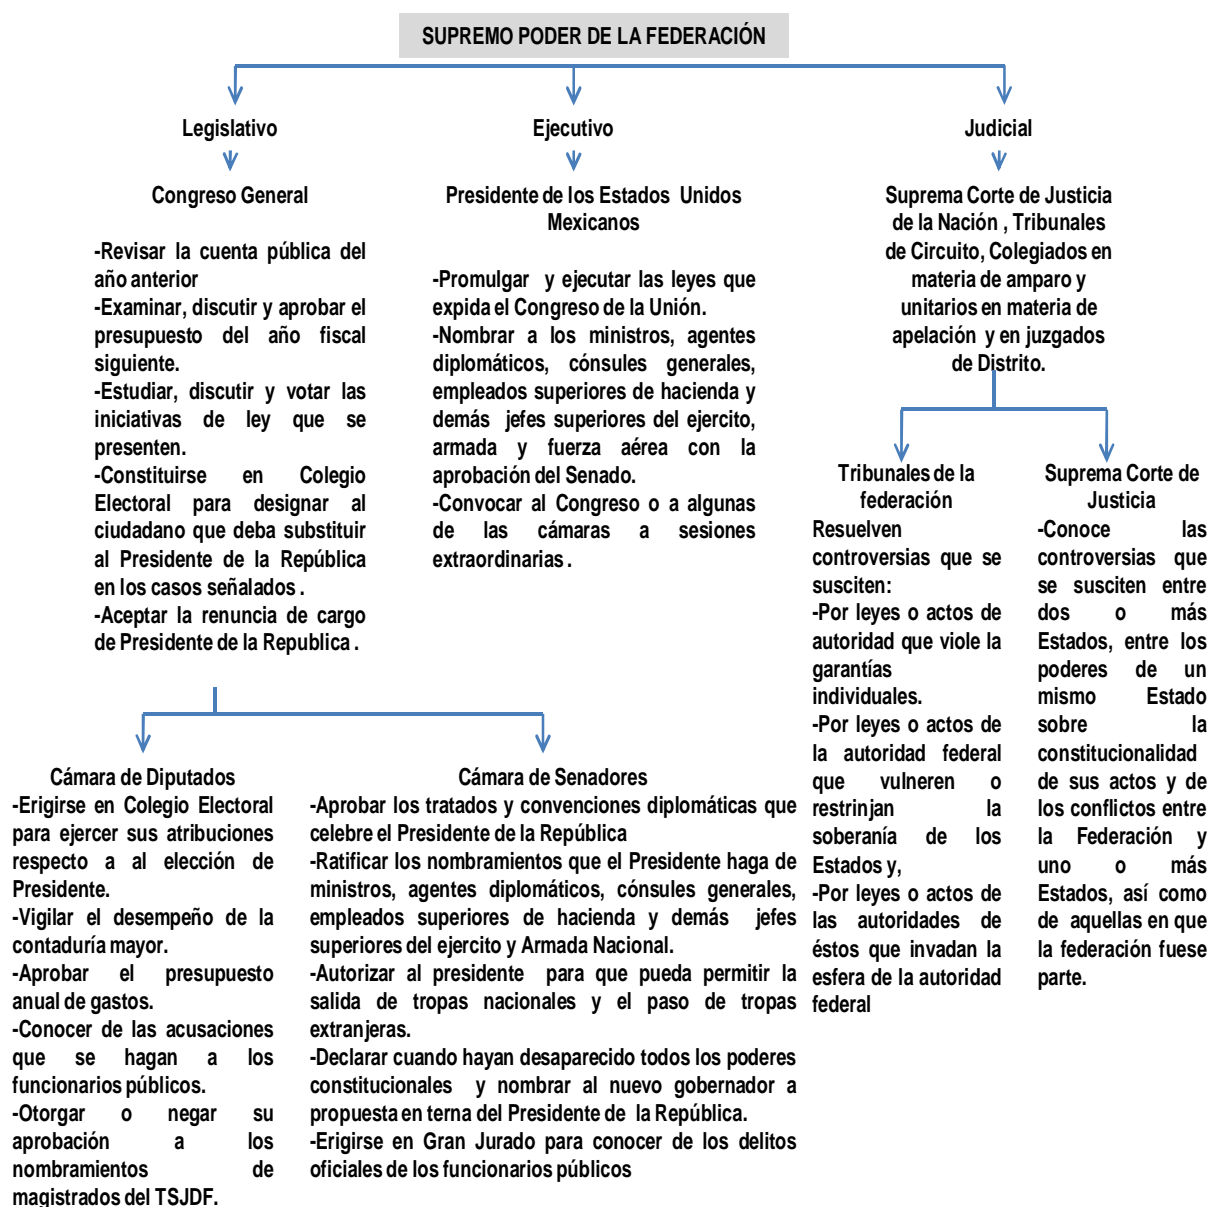 SUPREMO PODER DE LA FEDERACIÓN
Legislativo
Congreso General
-Revisar la cuenta pública del
año anterior
-Examinar, discutir y aprobar el
presupuesto del año fiscal
siguiente.
-Estudiar, discutir y votar las
iniciativas de ley que se
presenten.
-Constituirse en Colegio
Electoral para designar al
ciudadano que deba substituir
al Presidente de la República
en los casos señalados .
-Aceptar la renuncia de cargo
de Presidente de la Republica .
Ejecutivo
Presidente de los Estados Unidos
Mexicanos
-Promulgar y ejecutar las leyes que
expida el Congreso de la Unión.
-Nombrar a los ministros, agentes
diplomáticos, cónsules generales,
empleados superiores de hacienda y
demás jefes superiores del ejercito,
armada y fuerza aérea con la
aprobación del Senado.
-Convocar al Congreso o a algunas
de las cámaras a sesiones
extraordinarias .
Judicial
Suprema Corte de Justicia
de la Nación , Tribunales
de Circuito, Colegiados en
materia de amparo y
unitarios en materia de
apelación y en juzgados
de Distrito.
Cámara de Diputados
-Erigirse en Colegio Electoral
para ejercer sus atribuciones
respecto a al elección de
Presidente.
-Vigilar el desempeño de la
contaduría mayor.
-Aprobar el presupuesto
anual de gastos.
-Conocer de las acusaciones
que se hagan a los
funcionarios públicos.
-Otorgar o negar su
aprobación a los
nombramientos de
magistrados del TSJDF.
Cámara de Senadores
-Aprobar los tratados y convenciones diplomáticas que
celebre el Presidente de la República
-Ratificar los nombramientos que el Presidente haga de
ministros, agentes diplomáticos, cónsules generales,
empleados superiores de hacienda y demás jefes
superiores del ejercito y Armada Nacional.
-Autorizar al presidente para que pueda permitir la
salida de tropas nacionales y el paso de tropas
extranjeras.
-Declarar cuando hayan desaparecido todos los poderes
constitucionales y nombrar al nuevo gobernador a
propuesta en terna del Presidente de la República.
-Erigirse en Gran Jurado para conocer de los delitos
oficiales de los funcionarios públicos
Tribunales de la
federación
Resuelven
controversias que se
susciten:
-Por leyes o actos de
autoridad que viole la
garantías
individuales.
-Por leyes o actos de
la autoridad federal
que vulneren o
restrinjan la
soberanía de los
Estados y,
-Por leyes o actos de
las autoridades de
éstos que invadan la
esfera de la autoridad
federal
Suprema Corte de
Justicia
-Conoce las
controversias que
se susciten entre
dos o más
Estados, entre los
poderes de un
mismo Estado
sobre la
constitucionalidad
de sus actos y de
los conflictos entre
la Federación y
uno o más
Estados, así como
de aquellas en que
la federación fuese
parte.